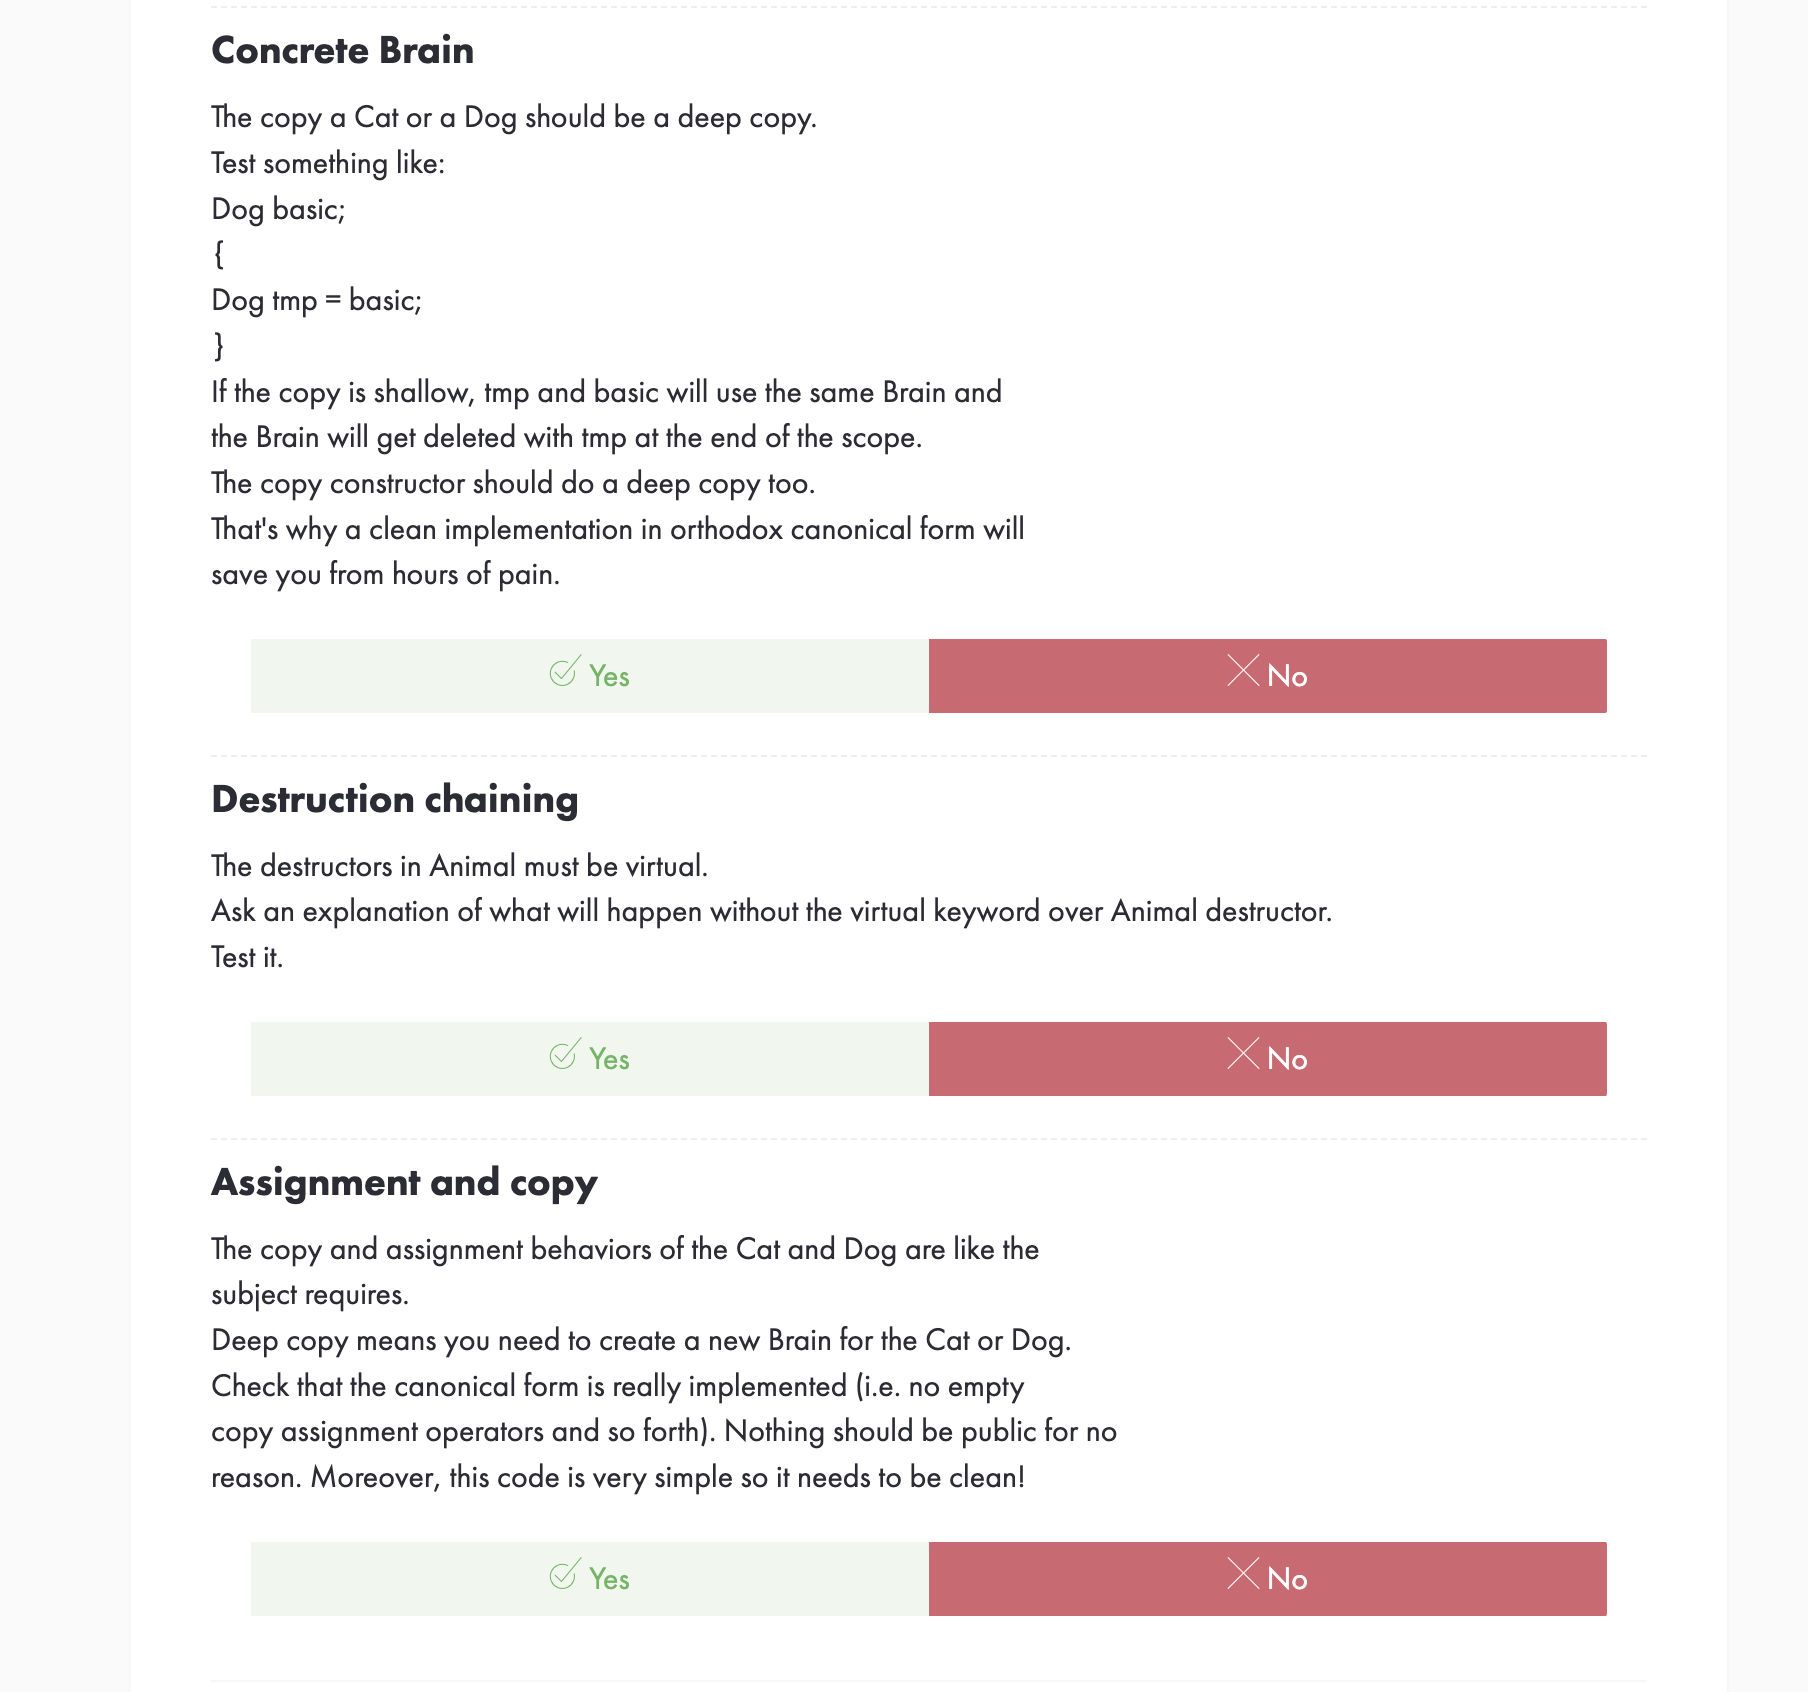 Concrete Brain
The copy a Cat or a Dog should be a deep copy.
Test something like:
Dog basic;
{
Dog tmp = basic;
}
If the copy is shallow, tmp and basic will use the same Brain and
the Brain will get deleted with tmp at the end of the scope.
The copy constructor should do a deep copy too.
That's why a clean implementation in orthodox canonical form will
save you from hours of pain.
Yes
No
Destruction chaining
The destructors in Animal must be virtual.
Ask an explanation of what will happen without the virtual keyword over Animal destructor.
Test it.
Yes
No
Assignment and copy
The copy and assignment behaviors of the Cat and Dog are like the
subject requires.
Deep copy means you need to create a new Brain for the Cat or Dog.
Check that the canonical form is really implemented (i.e. no empty
copy assignment operators and so forth). Nothing should be public for no
reason. Moreover, this code is very simple so it needs to be clean!
Yes
No